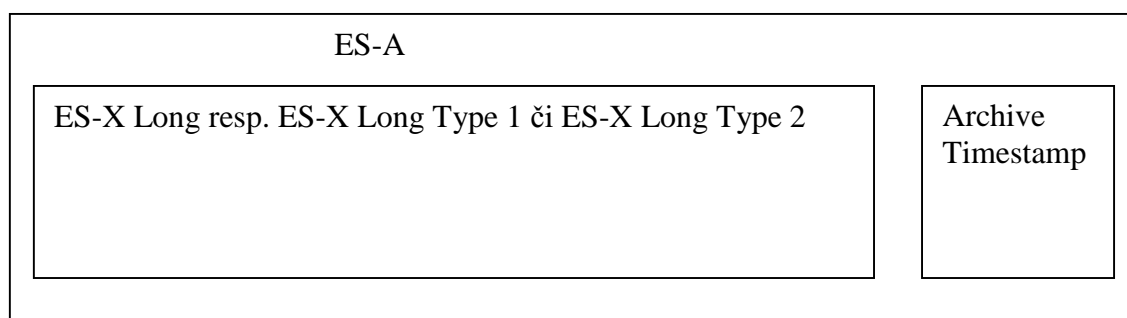 ES-A
ES-X Long resp. ES-X Long Type 1 či ES-X Long Type 2
Archive
Timestamp